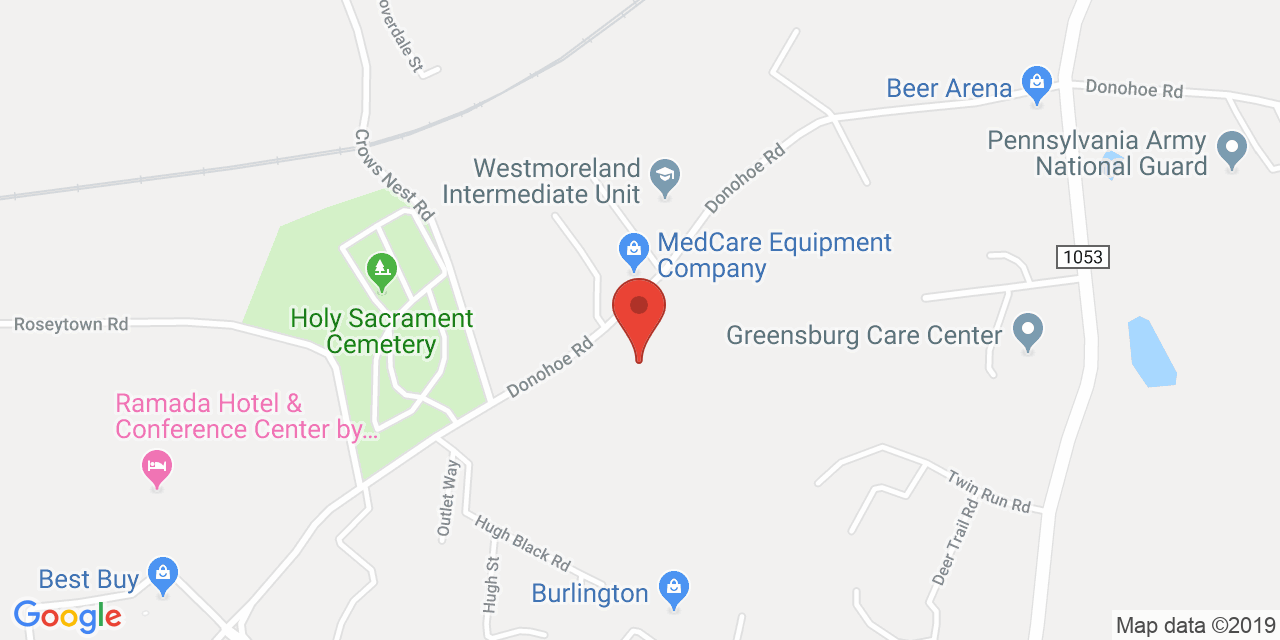 overdale St
Beer Arena
Donohoe Rd
Pennsylvania Army
National Guard
Crows Nest Rd
Westmoreland
Intermediate Unit
Donohoe Rd
MedCare Equipment
Company
1053
Roseytown Rd
Holy Sacrament
Cemetery
Greensburg Care Center
Donohoe Rd
Ramada Hotel &
Conference Center by...
Outlet Way
Twin Run Rd
Hugh Black Rd
Deer Trail Rd
Hugh St
Best Buy
Burlington
Google
Map data ©2019